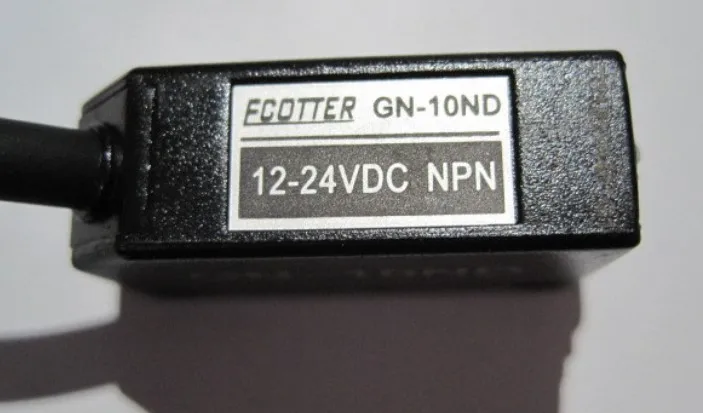 FCOTTER GN-10ND
12-24VDC NPN